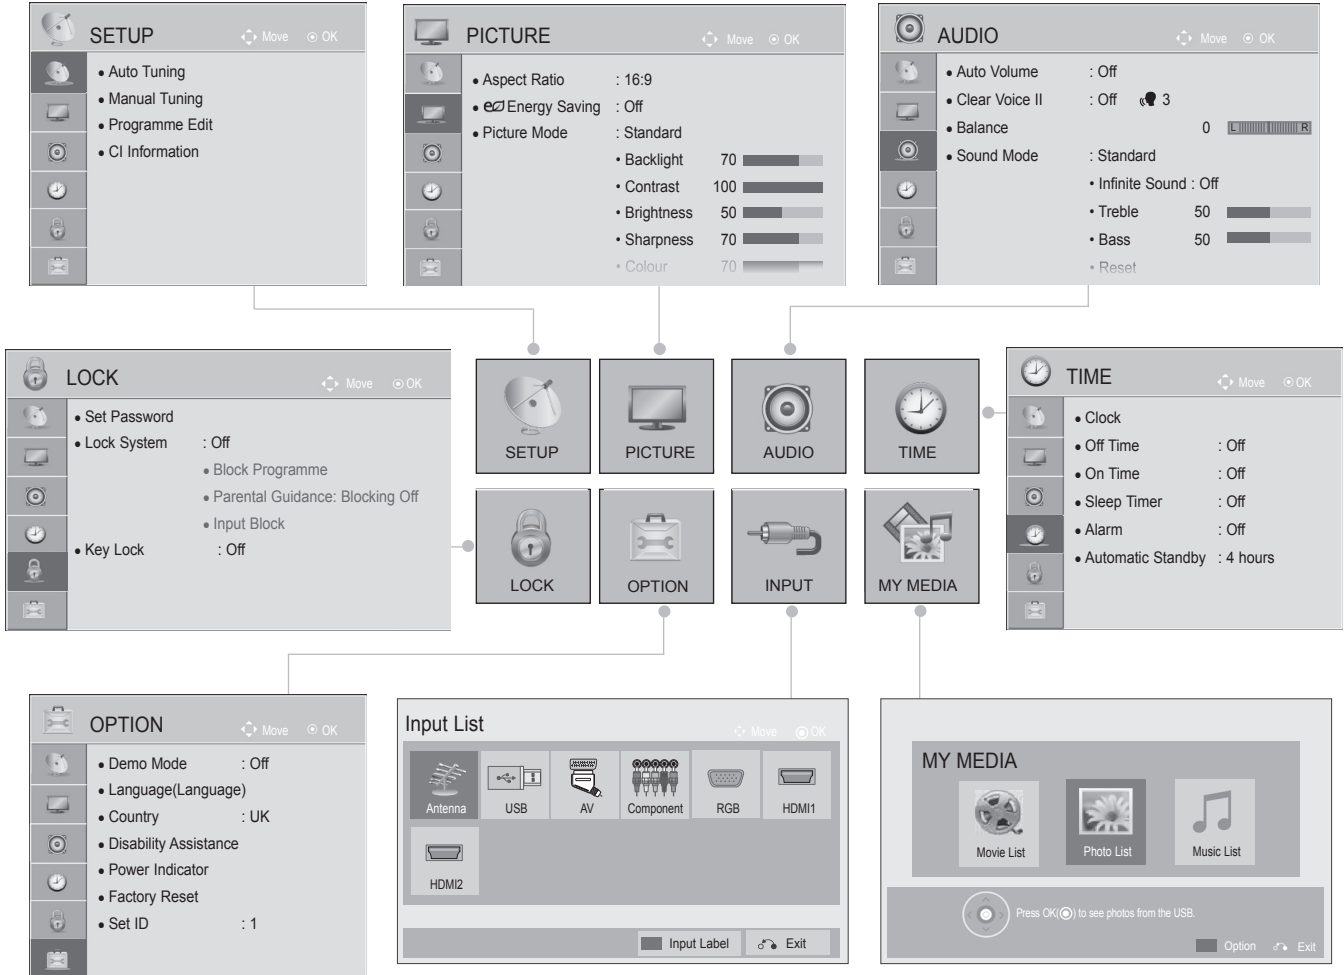 SETUP
Move OK
• Auto Tuning
• Manual Tuning
• Programme Edit
• CI Information
PICTURE
Move OK
• Aspect Ratio : 16:9
• eco Energy Saving : Off
• Picture Mode : Standard
• Backlight 70
• Contrast 100
• Brightness 50
• Sharpness 70
• Colour 70
AUDIO
Move OK
• Auto Volume : Off
• Clear Voice II : Off 3
• Balance 0 L R
• Sound Mode : Standard
• Infinite Sound : Off
• Treble 50
• Bass 50
• Reset
LOCK
Move OK
• Set Password
• Lock System : Off
• Block Programme
• Parental Guidance: Blocking Off
• Input Block
• Key Lock : Off
SETUP
PICTURE
AUDIO
TIME
LOCK
OPTION
INPUT
MY MEDIA
TIME
Move OK
• Clock
• Off Time : Off
• On Time : Off
• Sleep Timer : Off
• Alarm : Off
• Automatic Standby : 4 hours
OPTION
Move OK
• Demo Mode : Off
• Language(Language)
• Country : UK
• Disability Assistance
• Power Indicator
• Factory Reset
• Set ID : 1
Input List
Move OK
Antenna
USB
AV
Component
RGB
HDMI1
HDMI2
Input Label Exit
MY MEDIA
Movie List
Photo List
Music List
Press OK(◉) to see photos from the USB.
Option Exit